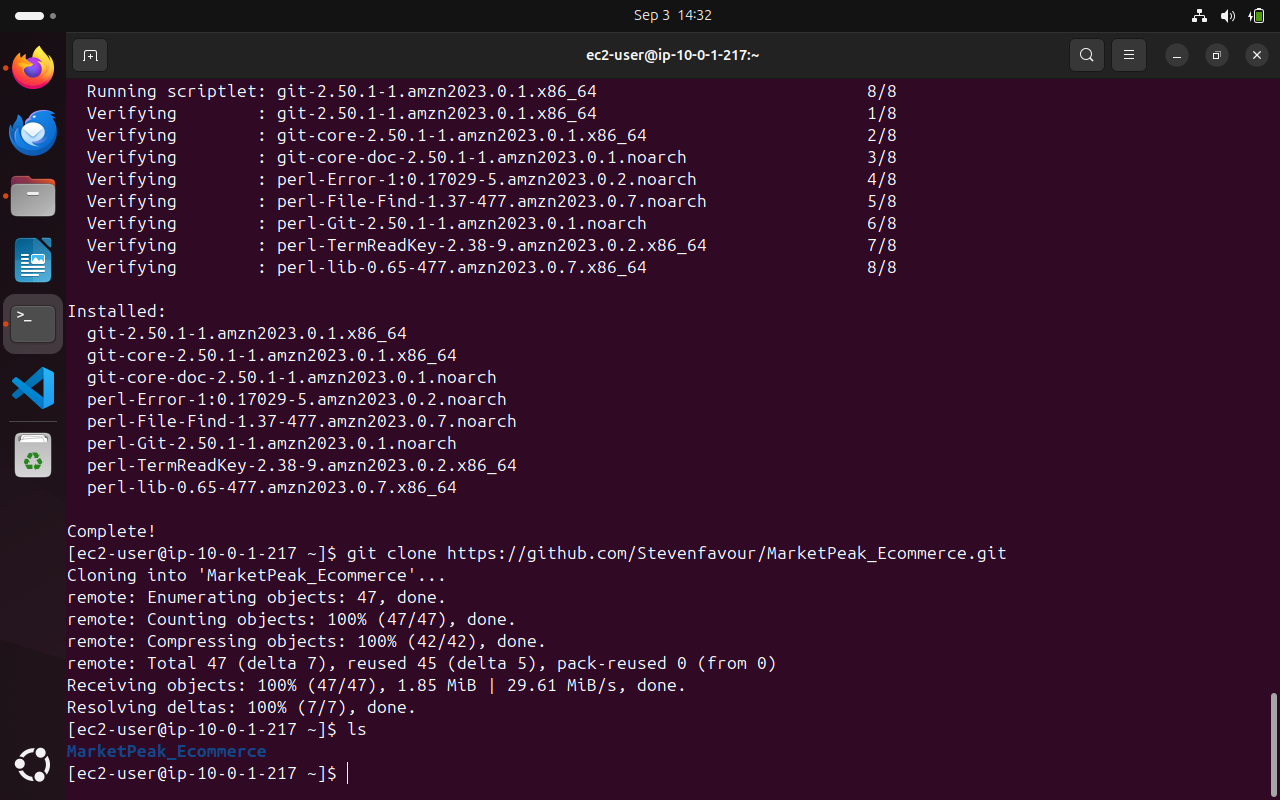 Sep 3 14:32
ec2-user@ip-10-0-1-217:~
Running scriptlet: git-2.50.1-1.amzn2023.0.1.x86_64 8/8
Verifying : git-2.50.1-1.amzn2023.0.1.x86_64 1/8
Verifying : git-core-2.50.1-1.amzn2023.0.1.x86_64 2/8
Verifying : git-core-doc-2.50.1-1.amzn2023.0.1.noarch 3/8
Verifying : perl-Error-1:0.17029-5.amzn2023.0.2.noarch 4/8
Verifying : perl-File-Find-1.37-477.amzn2023.0.7.noarch 5/8
Verifying : perl-Git-2.50.1-1.amzn2023.0.1.noarch 6/8
Verifying : perl-TermReadKey-2.38-9.amzn2023.0.2.x86_64 7/8
Verifying : perl-lib-0.65-477.amzn2023.0.7.x86_64 8/8
Installed:
git-2.50.1-1.amzn2023.0.1.x86_64
git-core-2.50.1-1.amzn2023.0.1.x86_64
git-core-doc-2.50.1-1.amzn2023.0.1.noarch
perl-Error-1:0.17029-5.amzn2023.0.2.noarch
perl-File-Find-1.37-477.amzn2023.0.7.noarch
perl-Git-2.50.1-1.amzn2023.0.1.noarch
perl-TermReadKey-2.38-9.amzn2023.0.2.x86_64
perl-lib-0.65-477.amzn2023.0.7.x86_64
Complete!
[ec2-user@ip-10-0-1-217 ~]$ git clone https://github.com/Stevenfavour/MarketPeak_Ecommerce.git
Cloning into 'MarketPeak_Ecommerce'...
remote: Enumerating objects: 47, done.
remote: Counting objects: 100% (47/47), done.
remote: Compressing objects: 100% (42/42), done.
remote: Total 47 (delta 7), reused 45 (delta 5), pack-reused 0 (from 0)
Receiving objects: 100% (47/47), 1.85 MiB | 29.61 MiB/s, done.
Resolving deltas: 100% (7/7), done.
[ec2-user@ip-10-0-1-217 ~]$ ls
MarketPeak_Ecommerce
[ec2-user@ip-10-0-1-217 ~]$